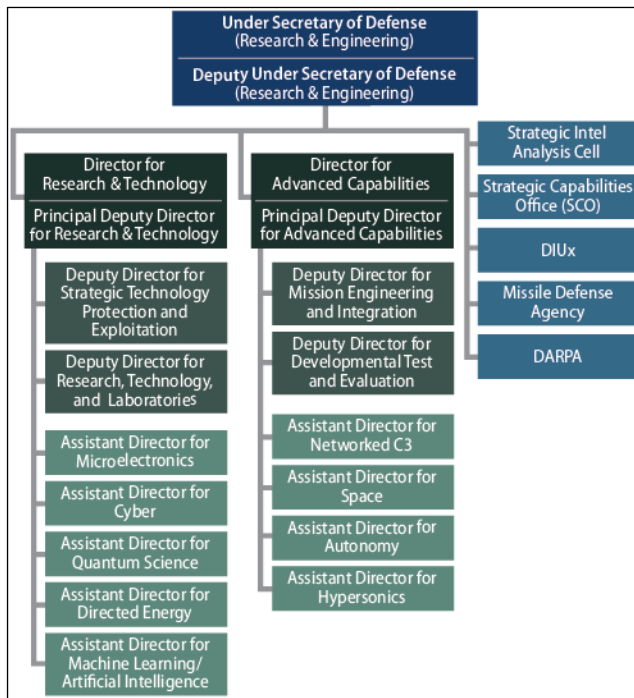 Under Secretary of Defense
(Research & Engineering)
Deputy Under Secretary of Defense
(Research & Engineering)
Director for
Research & Technology
Principal Deputy Director
for Research & Technology
Deputy Director for
Strategic Technology
Protection and
Exploitation
Deputy Director for
Research, Technology,
and Laboratories
Assistant Director for
Microelectronics
Assistant Director for
Cyber
Assistant Director for
Quantum Science
Assistant Director for
Directed Energy
Assistant Director for
Machine Learning/
Artificial Intelligence
Director for
Advanced Capabilities
Principal Deputy Director
for Advanced Capabilities
Deputy Director for
Mission Engineering
and Integration
Deputy Director for
Developmental Test
and Evaluation
Assistant Director for
Networked C3
Assistant Director for
Space
Assistant Director for
Autonomy
Assistant Director for
Hypersonics
Strategic Intel
Analysis Cell
Strategic Capabilities
Office (SCO)
DIUx
Missile Defense
Agency
DARPA